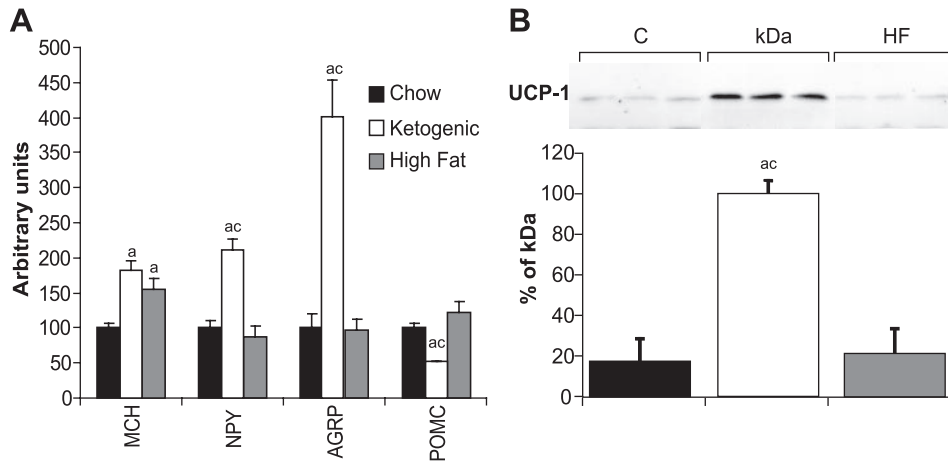 A
Arbitrary units
500
450
400
350
300
250
200
150
100
50
0
a
a
ac
ac
ac
Chow
Ketogenic
High Fat
MCH
NPY
AGRP
POMC
B
C kDa HF
UCP-1
% of kDa
120
100
80
60
40
20
0
ac